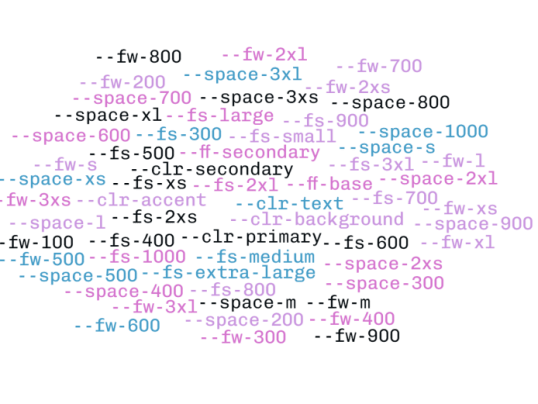 --fw-800 --fw-2xl --fw-700
--fw-200 --space-3xl --fw-2xs
--space-700 --space-3xs --space-800
--space-xl --fs-large --fs-900
--space-600 --fs-300 --fs-small --space-1000
--fs-500 --ff-secondary --space-s
--fw-s --clr-secondary --fs-3xl --fw-l
--space-xs --fs-xs --fs-2xl --ff-base --space-2xl
-fw-3xs --clr-accent --clr-text --fs-700 --fw-xs
--space-l --fs-2xs --clr-background --space-900
-fw-100 --fs-400 --clr-primary --fs-600 --fw-xl
--fw-500 --fs-1000 --fs-medium --space-2xs
--space-500 --fs-extra-large --space-300
--space-400 --fs-800
--fw-3xl --space-m --fw-m
--fw-600 --space-200 --fw-400
--fw-300 --fw-900